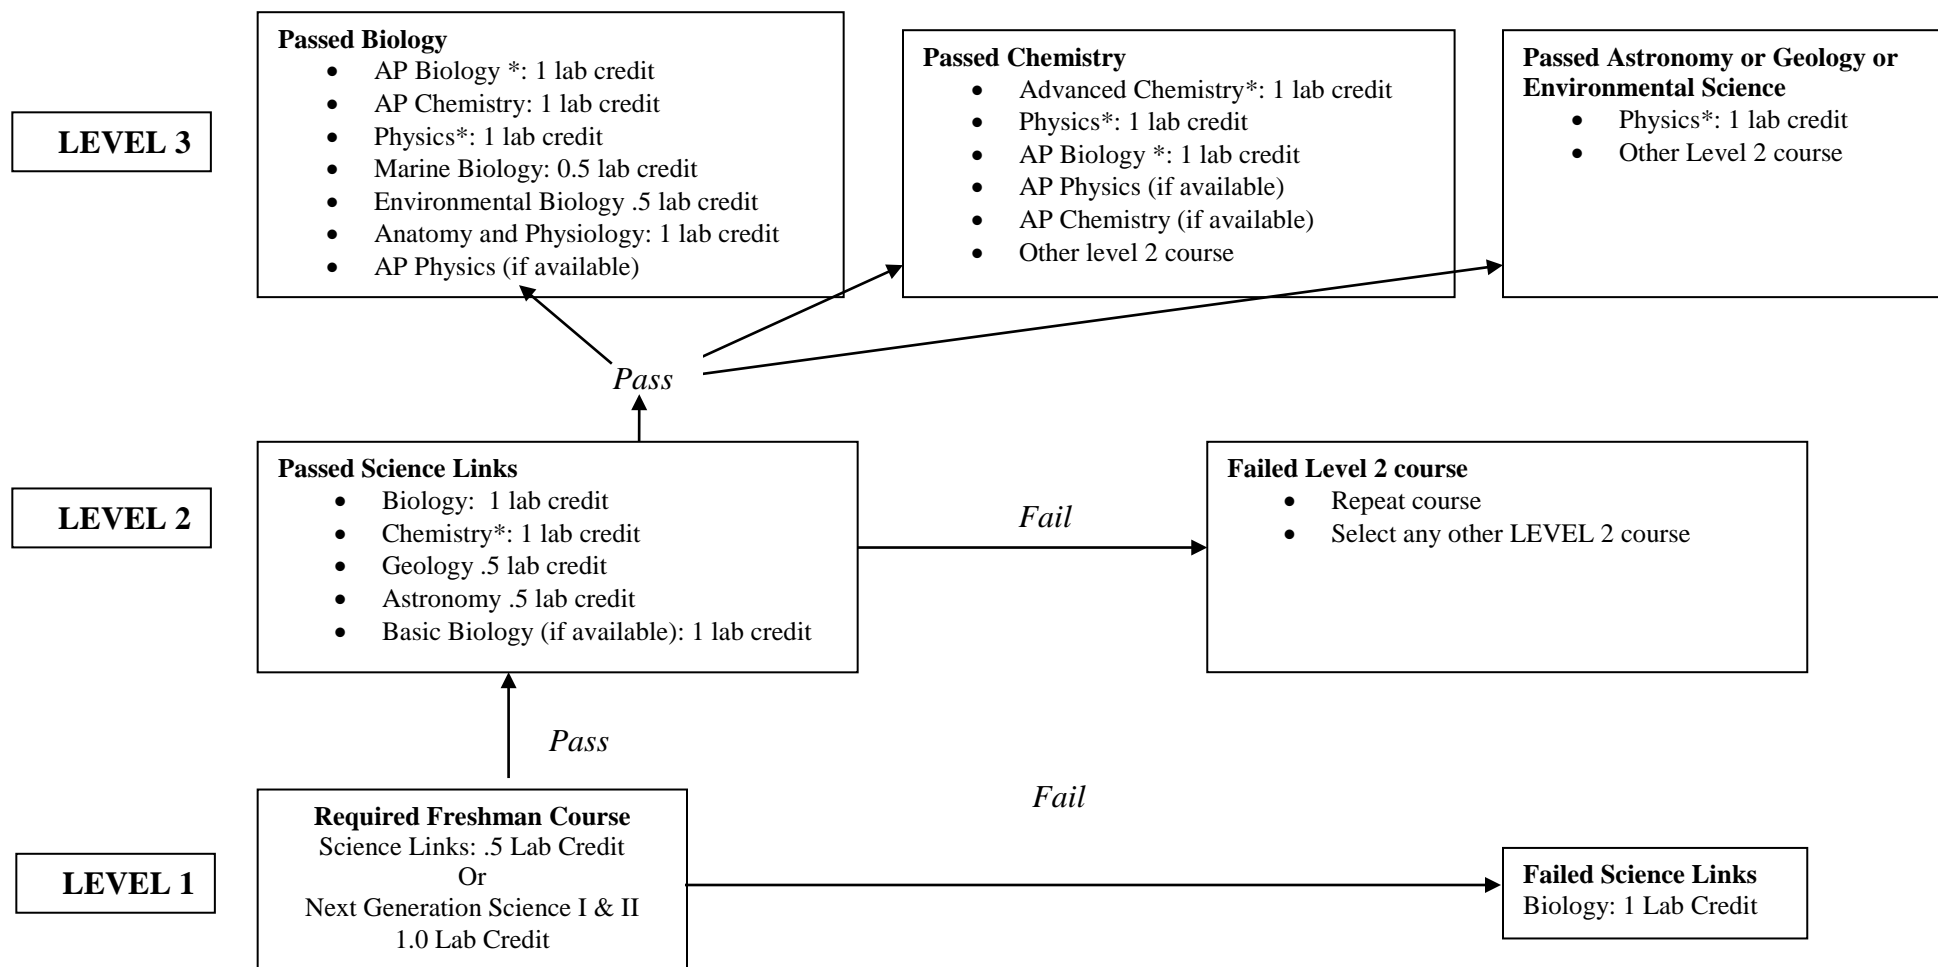 LEVEL 3
Passed Biology
• AP Biology *: 1 lab credit
• AP Chemistry: 1 lab credit
• Physics*: 1 lab credit
• Marine Biology: 0.5 lab credit
• Environmental Biology .5 lab credit
• Anatomy and Physiology: 1 lab credit
• AP Physics (if available)
Passed Chemistry
• Advanced Chemistry*: 1 lab credit
• Physics*: 1 lab credit
• AP Biology *: 1 lab credit
• AP Physics (if available)
• AP Chemistry (if available)
• Other level 2 course
Passed Astronomy or Geology or
Environmental Science
• Physics*: 1 lab credit
• Other Level 2 course
Pass
LEVEL 2
Passed Science Links
• Biology:  1 lab credit
• Chemistry*: 1 lab credit
• Geology .5 lab credit
• Astronomy .5 lab credit
• Basic Biology (if available): 1 lab credit
Fail
Failed Level 2 course
• Repeat course
• Select any other LEVEL 2 course
Pass
LEVEL 1
Required Freshman Course
Science Links: .5 Lab Credit
Or
Next Generation Science I & II
1.0 Lab Credit
Fail
Failed Science Links
Biology: 1 Lab Credit